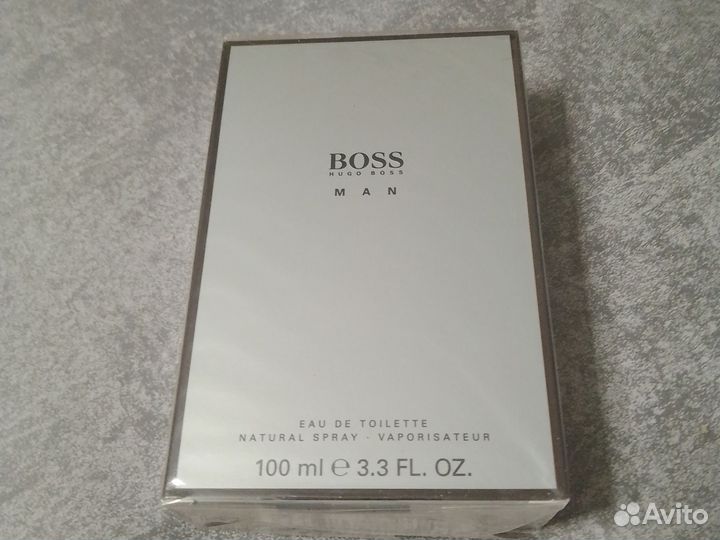 BOSS
HUGO BOSS
MAN
EAU DE TOILETTE
NATURAL SPRAY · VAPORISATEUR
100 ml ℮ 3.3 FL. OZ.
Avito